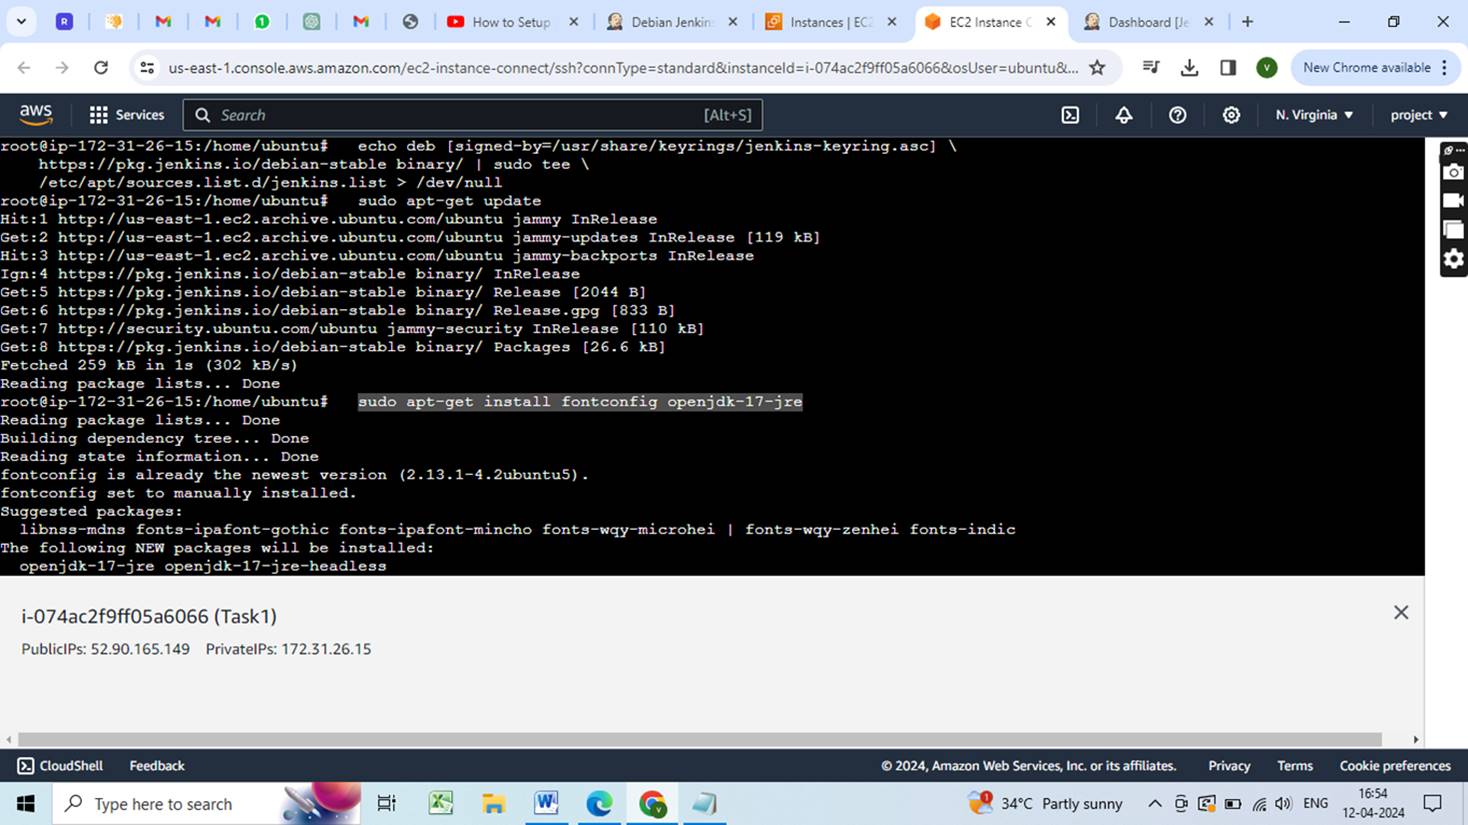 How to Setup
Debian Jenkin
Instances | EC2
EC2 Instance C
Dashboard [Je
us-east-1.console.aws.amazon.com/ec2-instance-connect/ssh?connType=standard&instanceId=i-074ac2f9ff05a6066&osUser=ubuntu&...
V
New Chrome available
aws
Services
Search
[Alt+S]
N. Virginia
project
root@ip-172-31-26-15:/home/ubuntu#   echo deb [signed-by=/usr/share/keyrings/jenkins-keyring.asc] \
    https://pkg.jenkins.io/debian-stable binary/ | sudo tee \
    /etc/apt/sources.list.d/jenkins.list > /dev/null
root@ip-172-31-26-15:/home/ubuntu#   sudo apt-get update
Hit:1 http://us-east-1.ec2.archive.ubuntu.com/ubuntu jammy InRelease
Get:2 http://us-east-1.ec2.archive.ubuntu.com/ubuntu jammy-updates InRelease [119 kB]
Hit:3 http://us-east-1.ec2.archive.ubuntu.com/ubuntu jammy-backports InRelease
Ign:4 https://pkg.jenkins.io/debian-stable binary/ InRelease
Get:5 https://pkg.jenkins.io/debian-stable binary/ Release [2044 B]
Get:6 https://pkg.jenkins.io/debian-stable binary/ Release.gpg [833 B]
Get:7 http://security.ubuntu.com/ubuntu jammy-security InRelease [110 kB]
Get:8 https://pkg.jenkins.io/debian-stable binary/ Packages [26.6 kB]
Fetched 259 kB in 1s (302 kB/s)
Reading package lists... Done
root@ip-172-31-26-15:/home/ubuntu#   sudo apt-get install fontconfig openjdk-17-jre
Reading package lists... Done
Building dependency tree... Done
Reading state information... Done
fontconfig is already the newest version (2.13.1-4.2ubuntu5).
fontconfig set to manually installed.
Suggested packages:
  libnss-mdns fonts-ipafont-gothic fonts-ipafont-mincho fonts-wqy-microhei | fonts-wqy-zenhei fonts-indic
The following NEW packages will be installed:
  openjdk-17-jre openjdk-17-jre-headless
i-074ac2f9ff05a6066 (Task1)
PublicIPs: 52.90.165.149    PrivateIPs: 172.31.26.15
CloudShell
Feedback
© 2024, Amazon Web Services, Inc. or its affiliates.
Privacy
Terms
Cookie preferences
Type here to search
34°C Partly sunny
ENG
16:54
12-04-2024